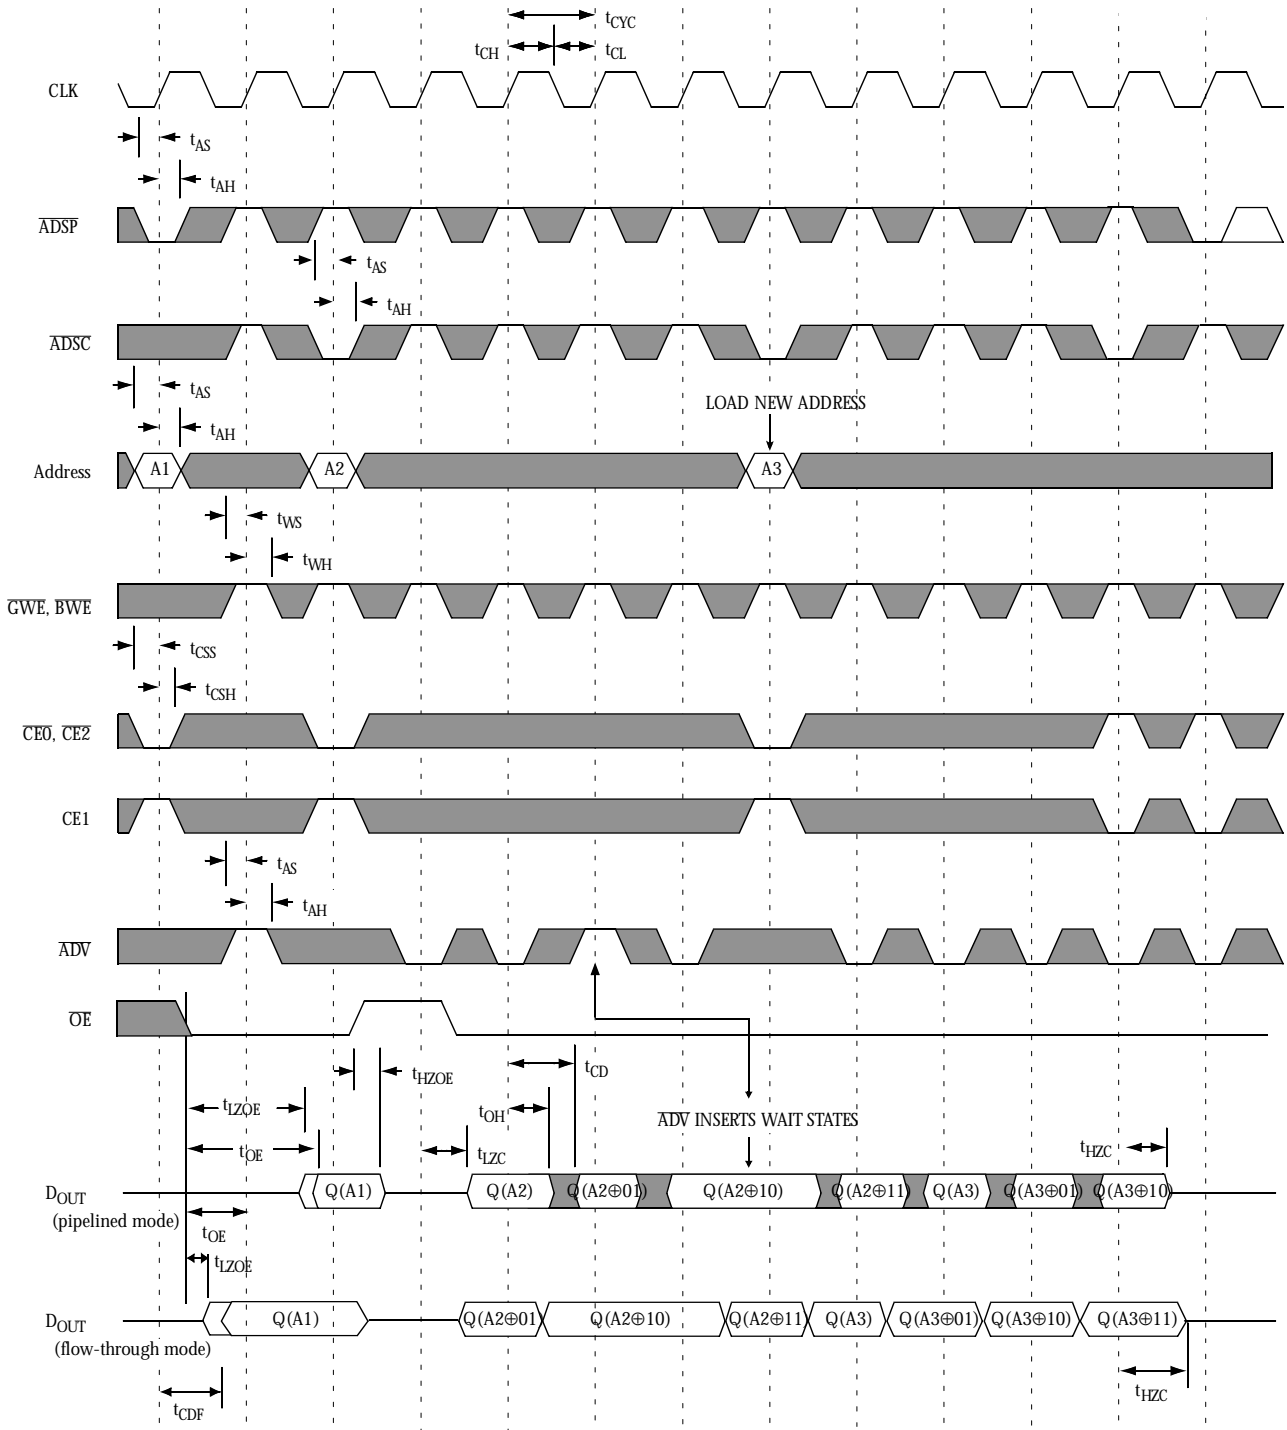 tCYC
tCH tCL
CLK
tAS
tAH
ADSP
tAS
tAH
ADSC
tAS
LOAD NEW ADDRESS
tAH
Address A1 A2 A3
tWS
tWH
GWE, BWE
tCSS
tCSH
CE0, CE2
CE1
tAS
tAH
ADV
OE
tCD
tHZOE
tLZOE
tOH
ADV INSERTS WAIT STATES
tOE
tLZC
tHZC
DOUT Q(A1) Q(A2) Q(A2⊕01) Q(A2⊕10) Q(A2⊕11) Q(A3) Q(A3⊕01) Q(A3⊕10)
(pipelined mode)
tOE
tLZOE
DOUT Q(A1) Q(A2⊕01) Q(A2⊕10) Q(A2⊕11) Q(A3) Q(A3⊕01) Q(A3⊕10) Q(A3⊕11)
(flow-through mode)
tHZC
tCDF